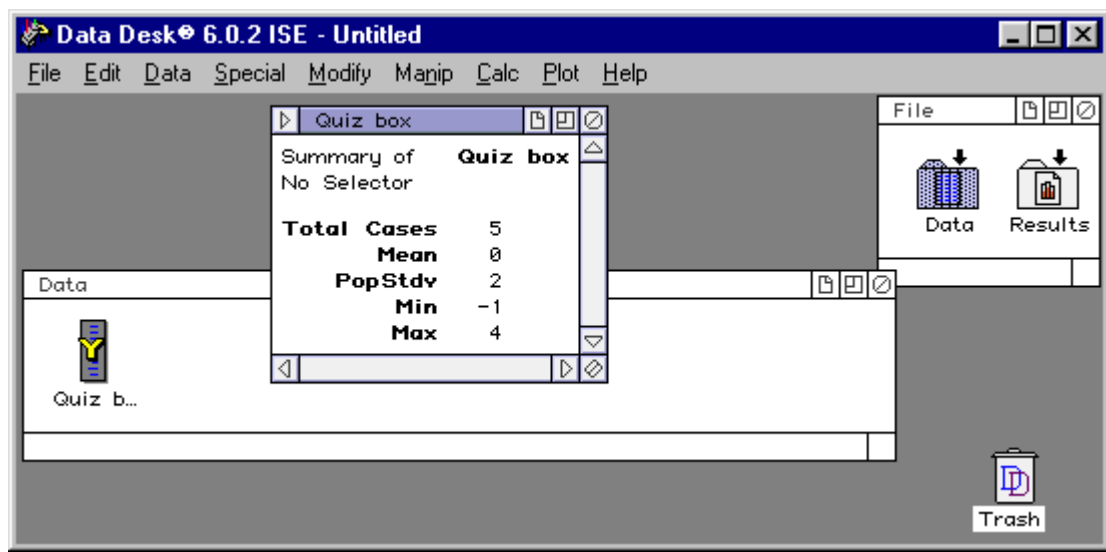 Data Desk® 6.0.2 ISE - Untitled
File Edit Data Special Modify Manip Calc Plot Help
Quiz box
Summary of Quiz box
No Selector
Total Cases 5
Mean 0
PopStdv 2
Min -1
Max 4
File
Data Results
Data
Quiz b...
Trash